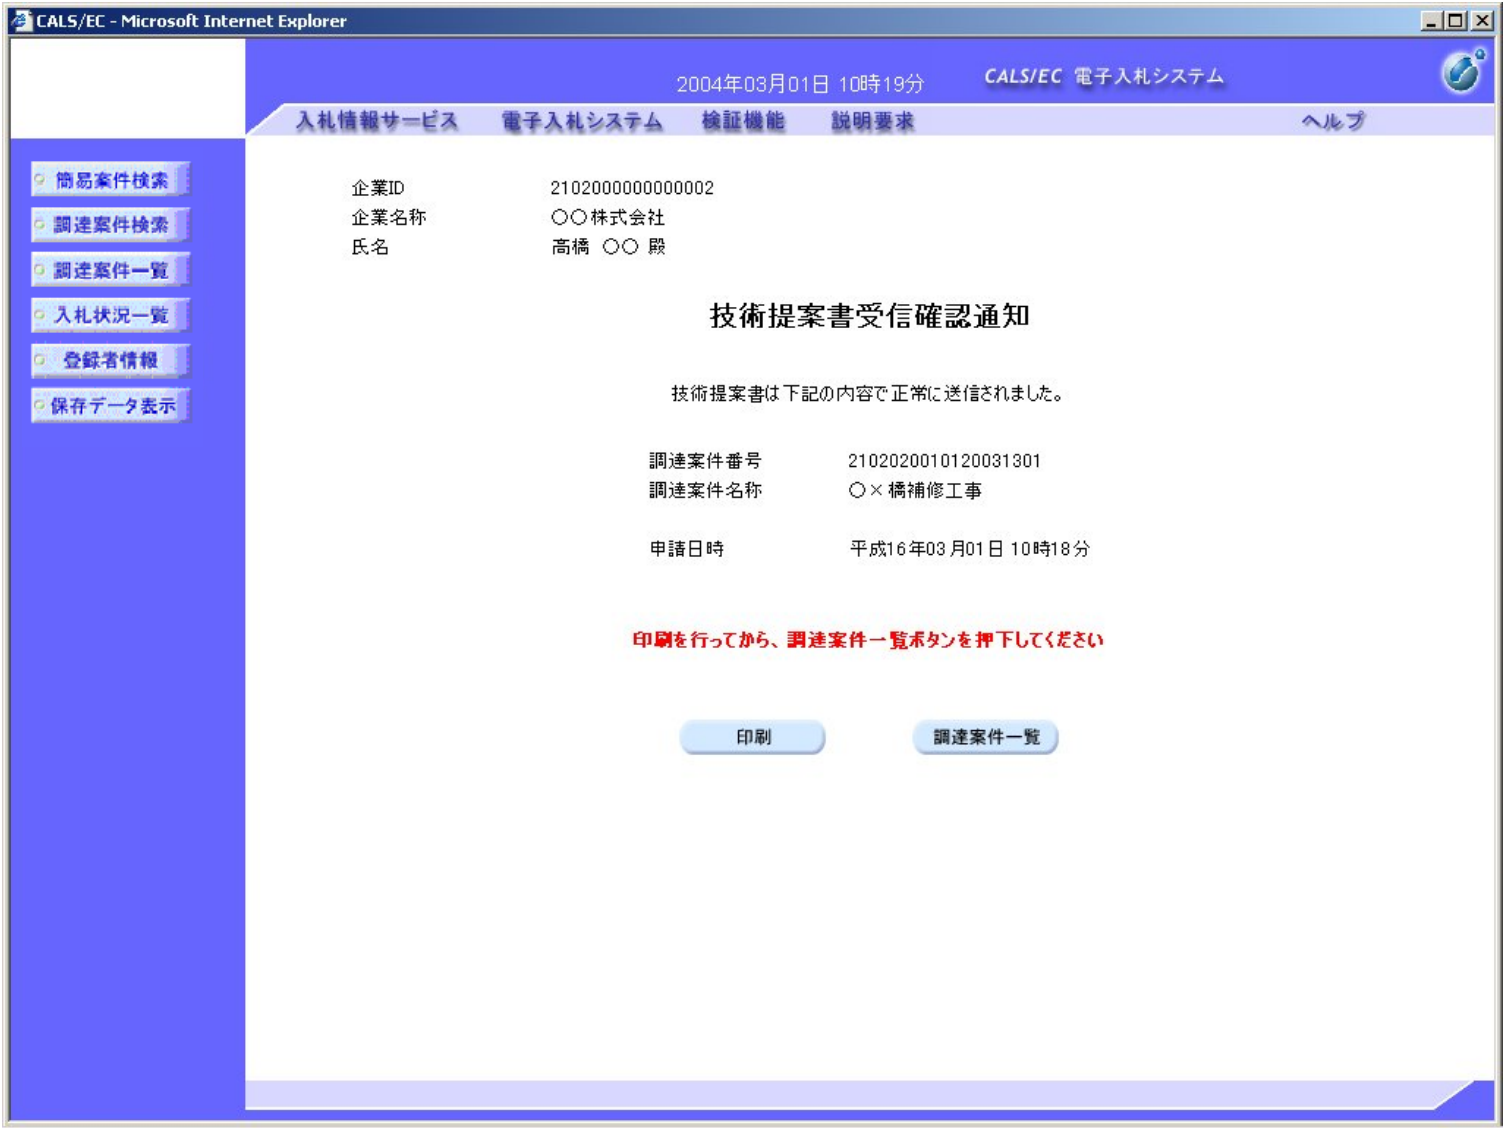 CALS/EC - Microsoft Internet Explorer
2004年03月01日 10時19分
CALS/EC 電子入札システム
入札情報サービス 電子入札システム 検証機能 説明要求 ヘルプ
簡易案件検索
調達案件検索
調達案件一覧
入札状況一覧
登録者情報
保存データ表示
企業ID 2102000000000002
企業名称 〇〇株式会社
氏名 高橋 〇〇 殿
技術提案書受信確認通知
技術提案書は下記の内容で正常に送信されました。
調達案件番号 2102020010120031301
調達案件名称 〇×橋補修工事
申請日時 平成16年03月01日 10時18分
印刷を行ってから、調達案件一覧ボタンを押下してください
印刷 調達案件一覧